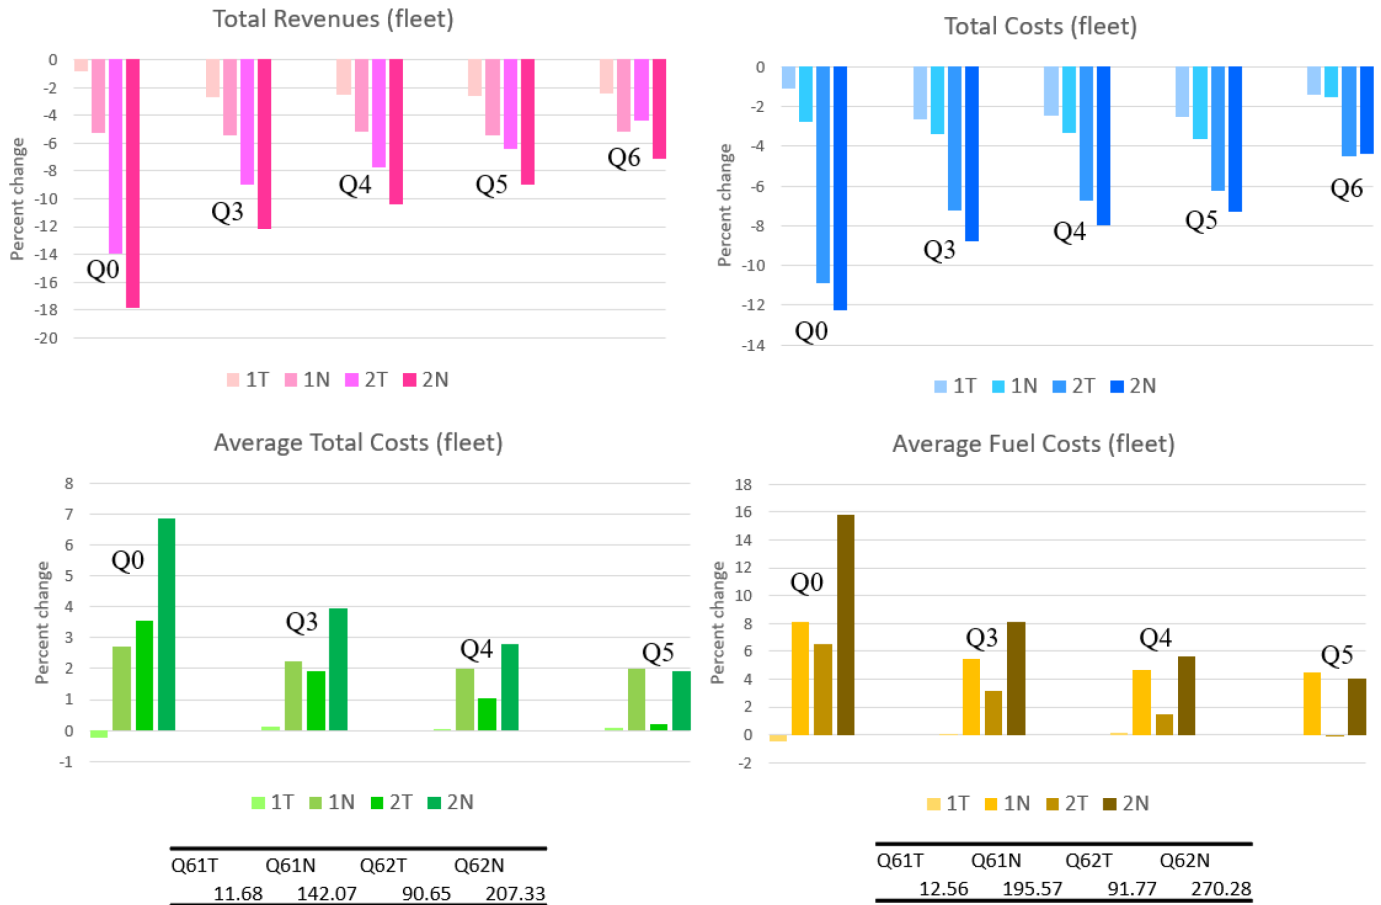 Total Revenues (fleet)
0
-2
-4
-6
-8
-10
-12
-14
-16
-18
-20
Percent change
Q0
Q3
Q4
Q5
Q6
1T 1N 2T 2N
Total Costs (fleet)
0
-2
-4
-6
-8
-10
-12
-14
Percent change
Q0
Q3
Q4
Q5
Q6
1T 1N 2T 2N
Average Total Costs (fleet)
8
7
6
5
4
3
2
1
0
-1
Percent change
Q0
Q3
Q4
Q5
1T 1N 2T 2N
Q61T Q61N Q62T Q62N
11.68 142.07 90.65 207.33
Average Fuel Costs (fleet)
18
16
14
12
10
8
6
4
2
0
-2
Percent change
Q0
Q3
Q4
Q5
1T 1N 2T 2N
Q61T Q61N Q62T Q62N
12.56 195.57 91.77 270.28